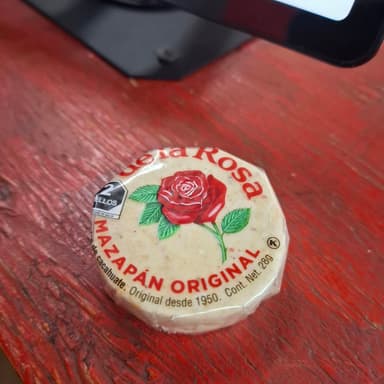 de la Rosa
2
SELLOS
MAZAPÁN ORIGINAL
de cacahuate. Original desde 1950. Cont. Net. 28g
K